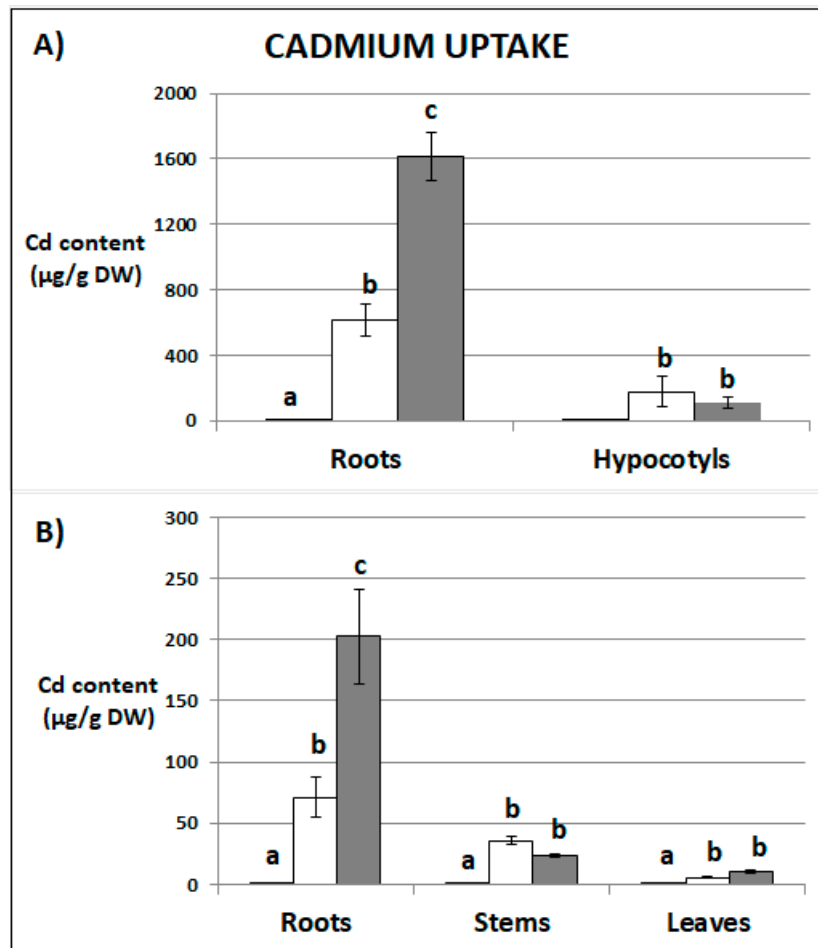 A) CADMIUM UPTAKE
2000
1600
1200
800
400
0
Cd content
(µg/g DW)
a b c b b
Roots Hypocotyls
B)
300
250
200
150
100
50
0
Cd content
(µg/g DW)
a b c a b b a b b
Roots Stems Leaves